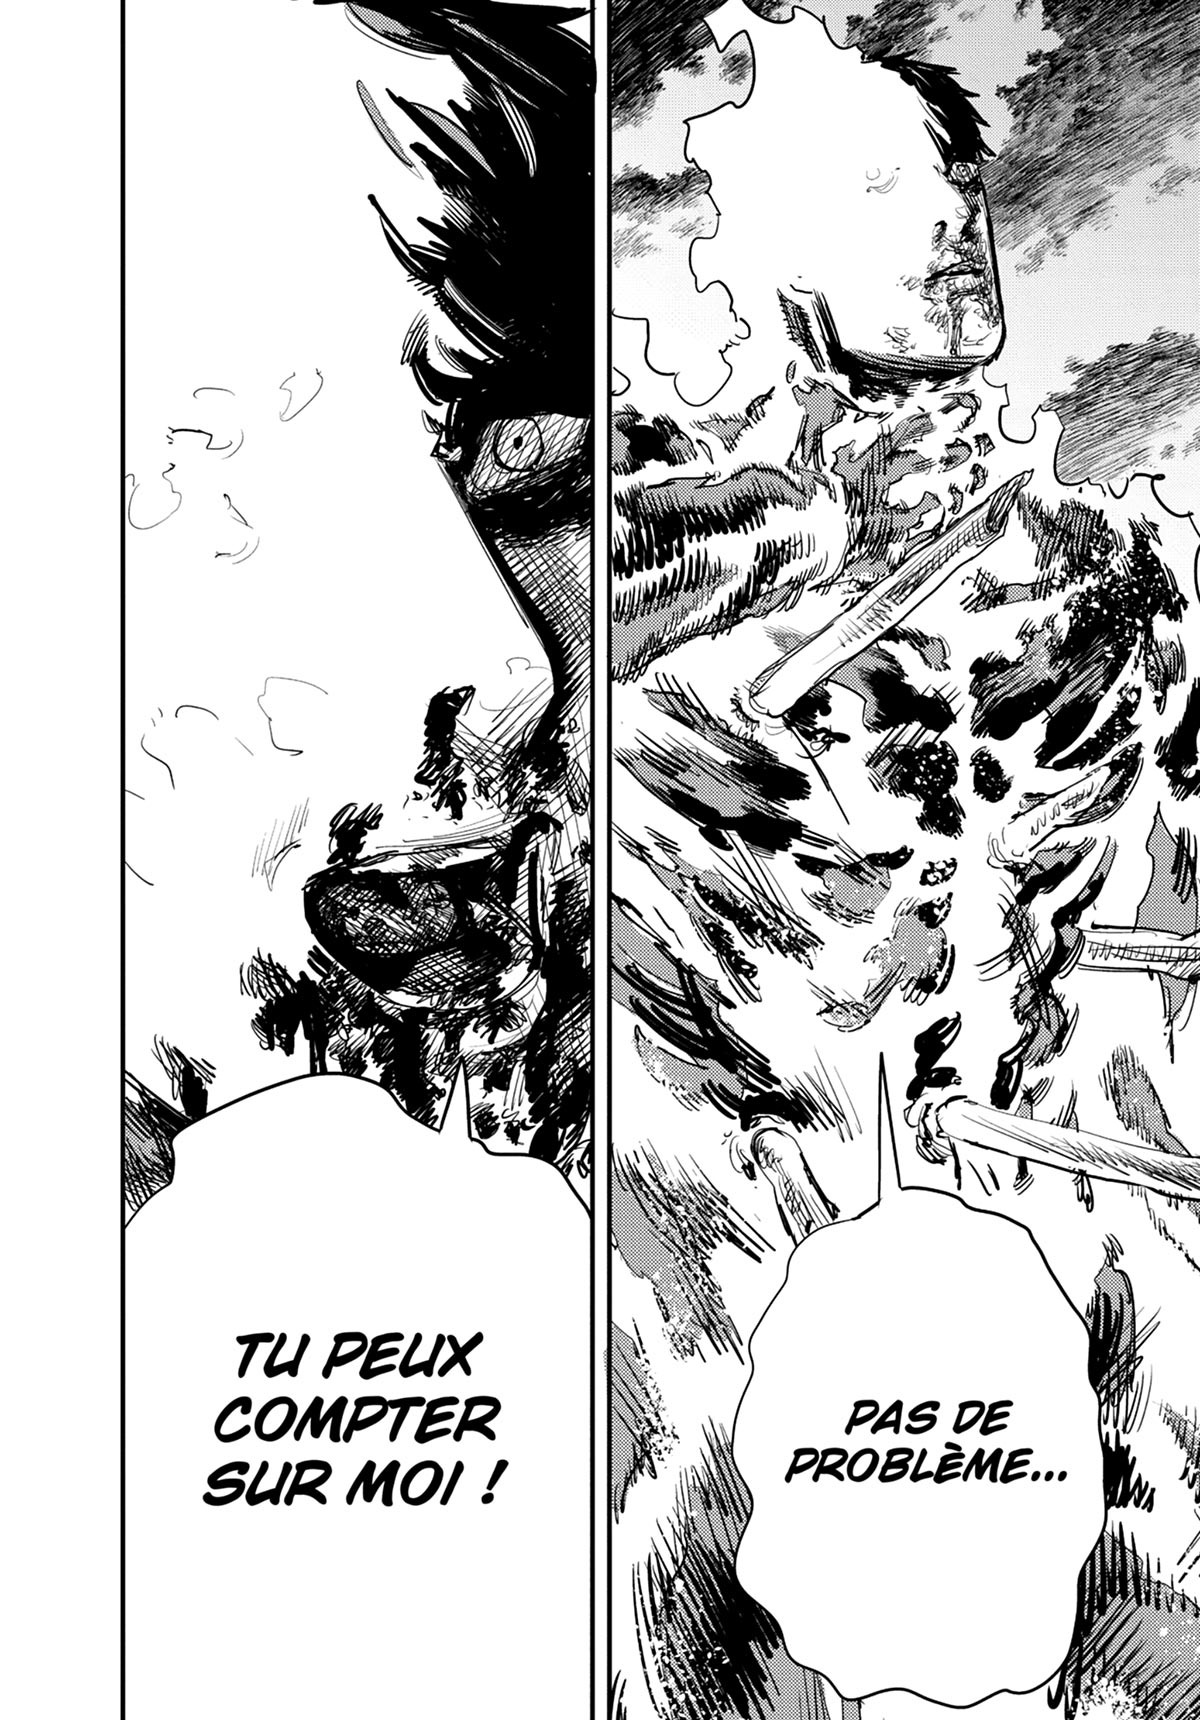 PAS DE
PROBLÈME...
TU PEUX
COMPTER
SUR MOI !